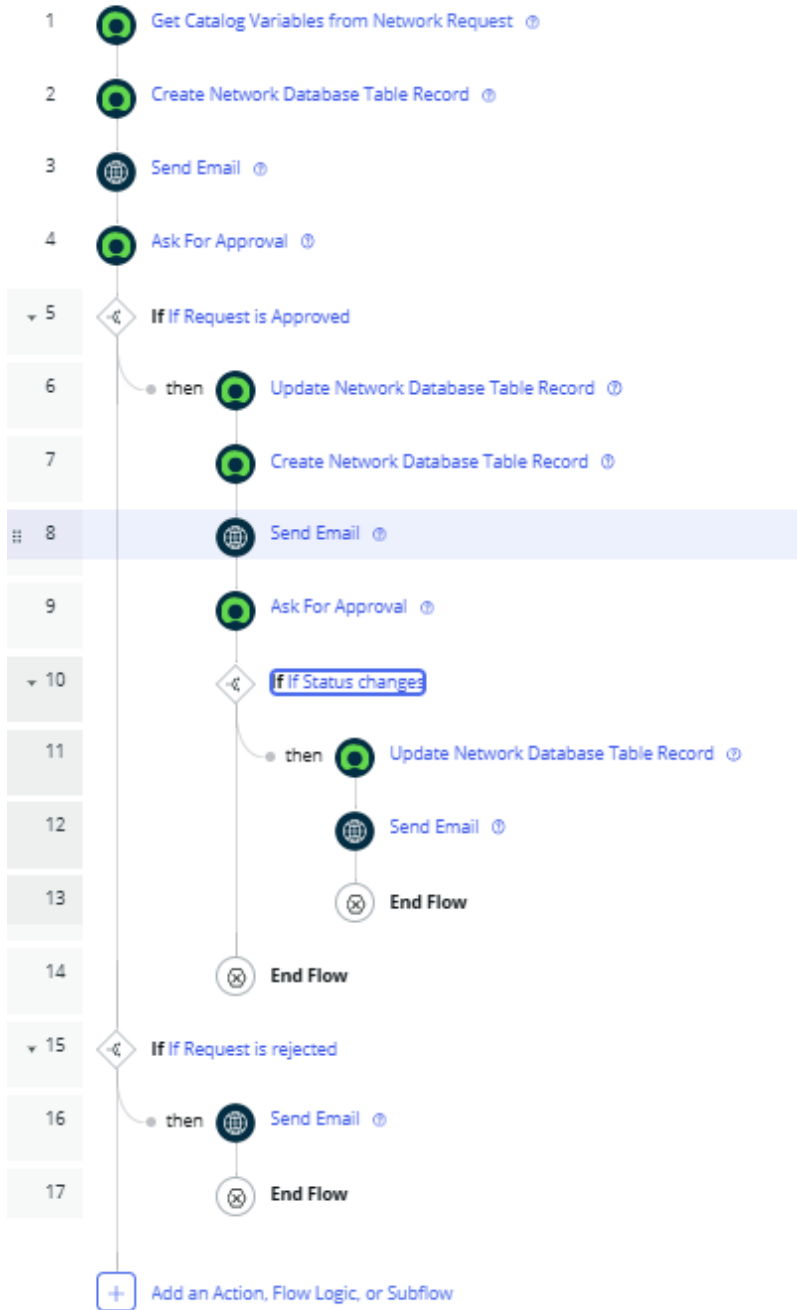 1 Get Catalog Variables from Network Request
2 Create Network Database Table Record
3 Send Email
4 Ask For Approval
5 If If Request is Approved
6 then Update Network Database Table Record
7 Create Network Database Table Record
8 Send Email
9 Ask For Approval
10 If If Status changes
11 then Update Network Database Table Record
12 Send Email
13 End Flow
14 End Flow
15 If If Request is rejected
16 then Send Email
17 End Flow
+ Add an Action, Flow Logic, or Subflow